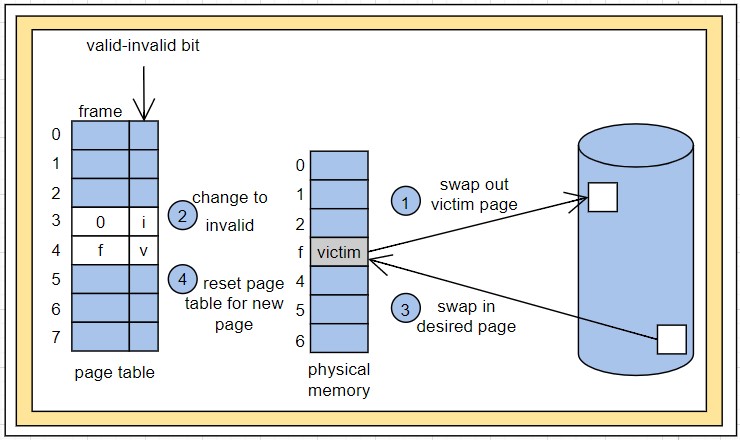 valid-invalid bit
frame
0
1
2
3 0 i
4 f v
5
6
7
page table
2 change to
invalid
4 reset page
table for new
page
0
1
2
f victim
4
5
6
physical
memory
1 swap out
victim page
3 swap in
desired page